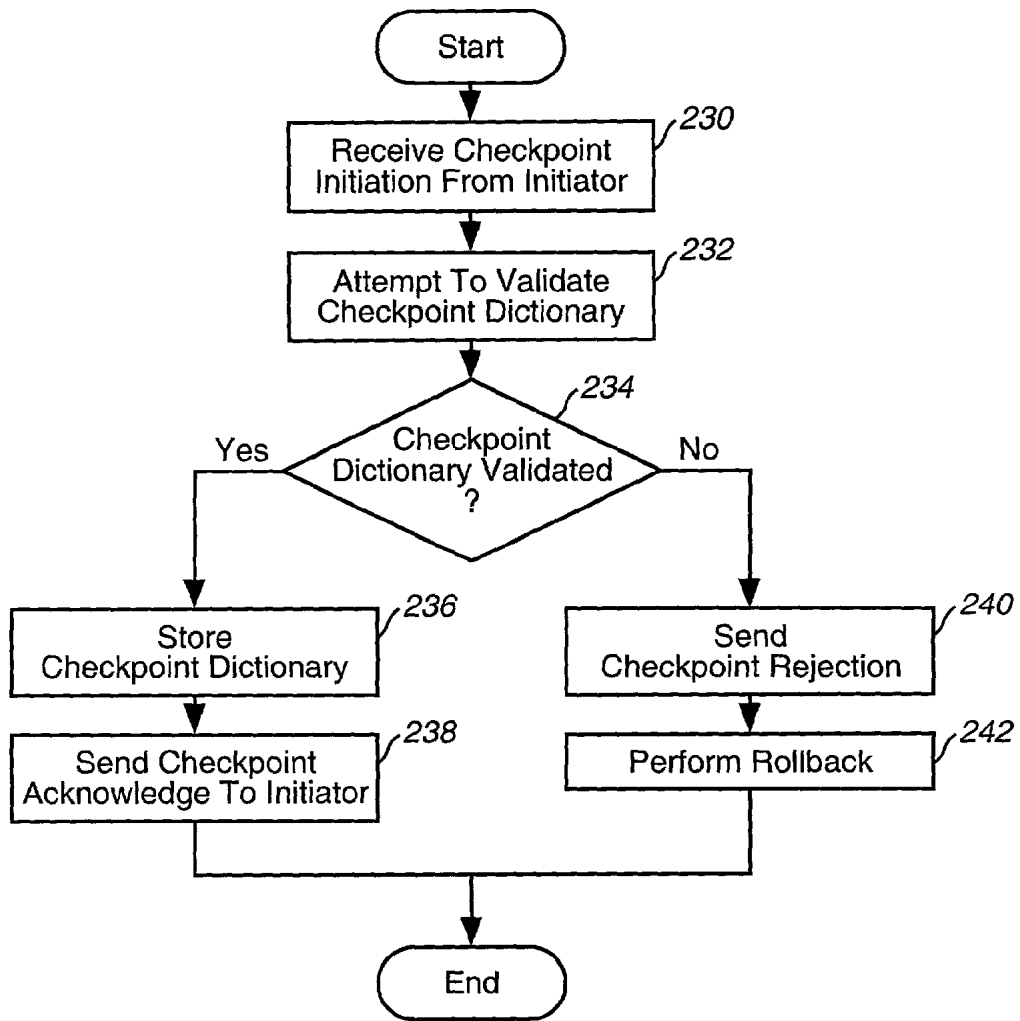 Start
230
Receive Checkpoint
Initiation From Initiator
232
Attempt To Validate
Checkpoint Dictionary
234
Checkpoint
Dictionary Validated
?
Yes
No
236
Store
Checkpoint Dictionary
238
Send Checkpoint
Acknowledge To Initiator
240
Send
Checkpoint Rejection
242
Perform Rollback
End